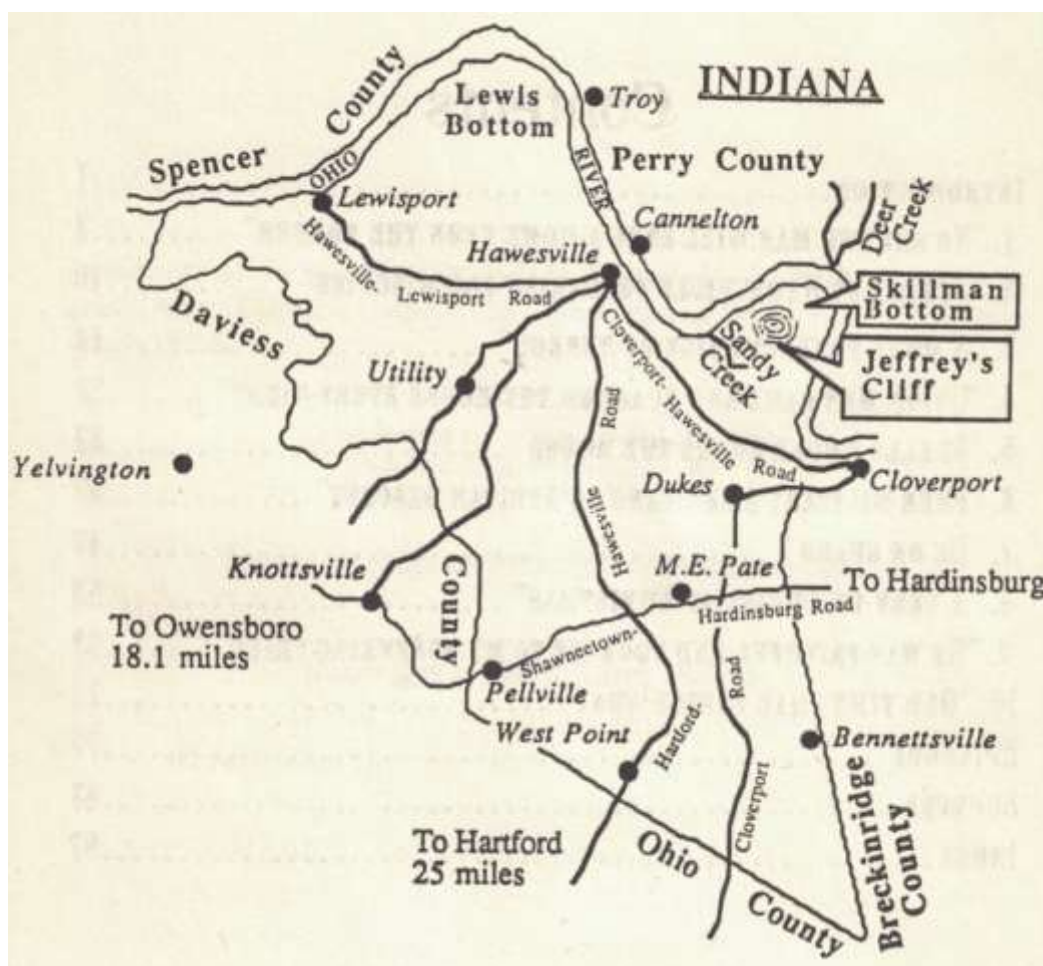 INDIANA
Spencer
County
Lewis
Bottom
Troy
OHIO
RIVER
Perry County
Deer
Creek
Lewisport
Cannelton
Hawesville
Hawesville-
Lewisport Road
Skillman
Bottom
Jeffrey's
Cliff
Sandy
Creek
Daviess
County
Utility
Cloverport-
Hawesville
Road
Yelvington
Dukes
Cloverport
Hawesville
Road
Knottsville
M.E. Pate
To Hardinsburg
Shawneetown-
Hardinsburg Road
To Owensboro
18.1 miles
Pellville
West Point
Hartford-
Cloverport
Road
Bennettsville
To Hartford
25 miles
Ohio
County
Breckinridge
County